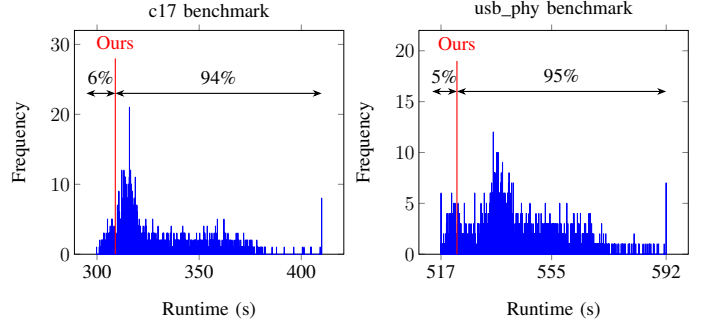 c17 benchmark
30
20
10
0
Frequency
Ours
6%
94%
300
350
400
Runtime (s)
usb_phy benchmark
20
15
10
5
0
Frequency
Ours
5%
95%
517
555
592
Runtime (s)